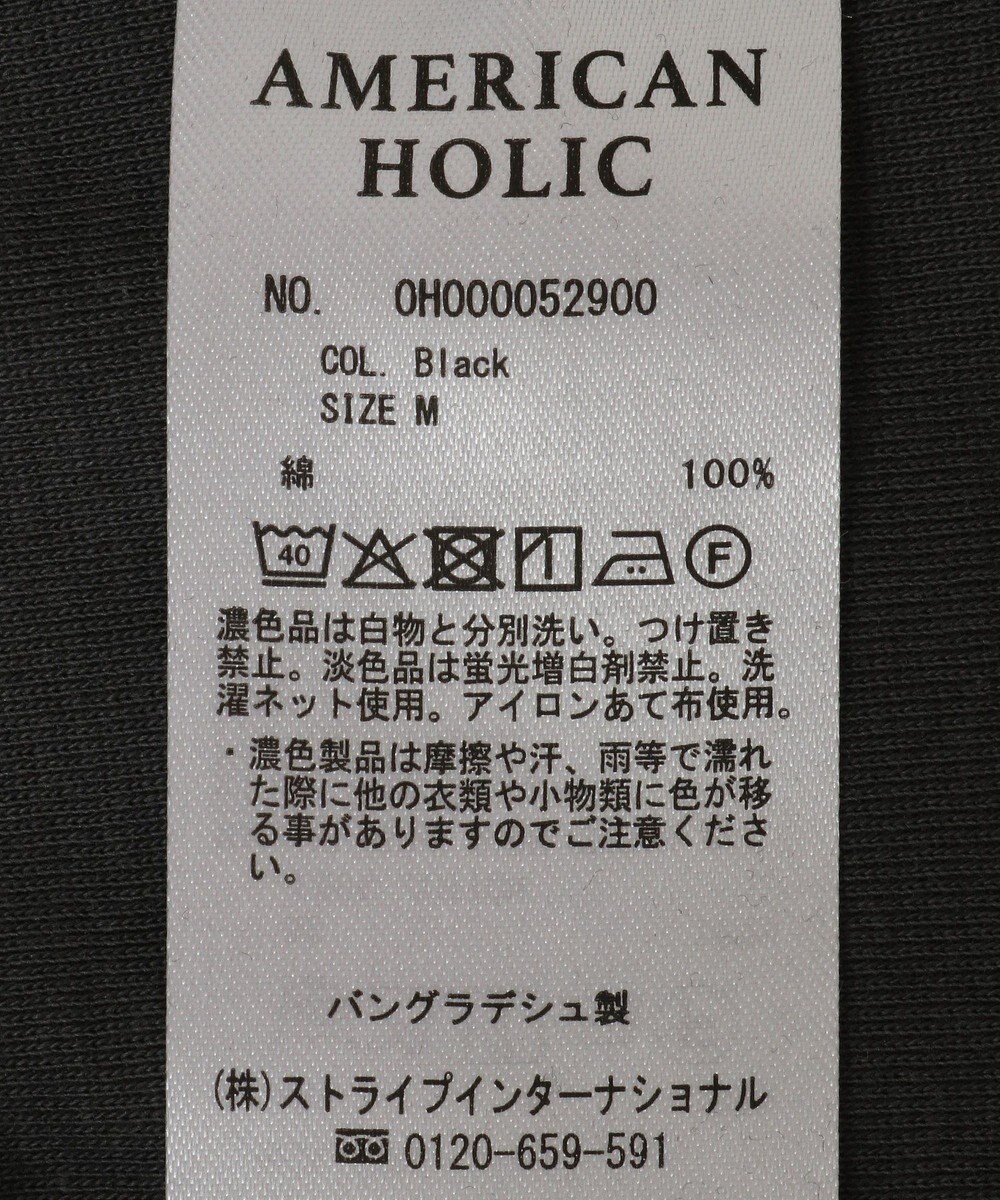 AMERICAN
HOLIC
NO. 0H000052900
COL. Black
SIZE M
綿 100%
40 F
濃色品は白物と分別洗い。つけ置き
禁止。淡色品は蛍光増白剤禁止。洗
濯ネット使用。アイロンあて布使用。
・濃色製品は摩擦や汗、雨等で濡れ
た際に他の衣類や小物類に色が移
る事がありますのでご注意くださ
い。
バングラデシュ製
(株)ストライプインターナショナル
0120-659-591